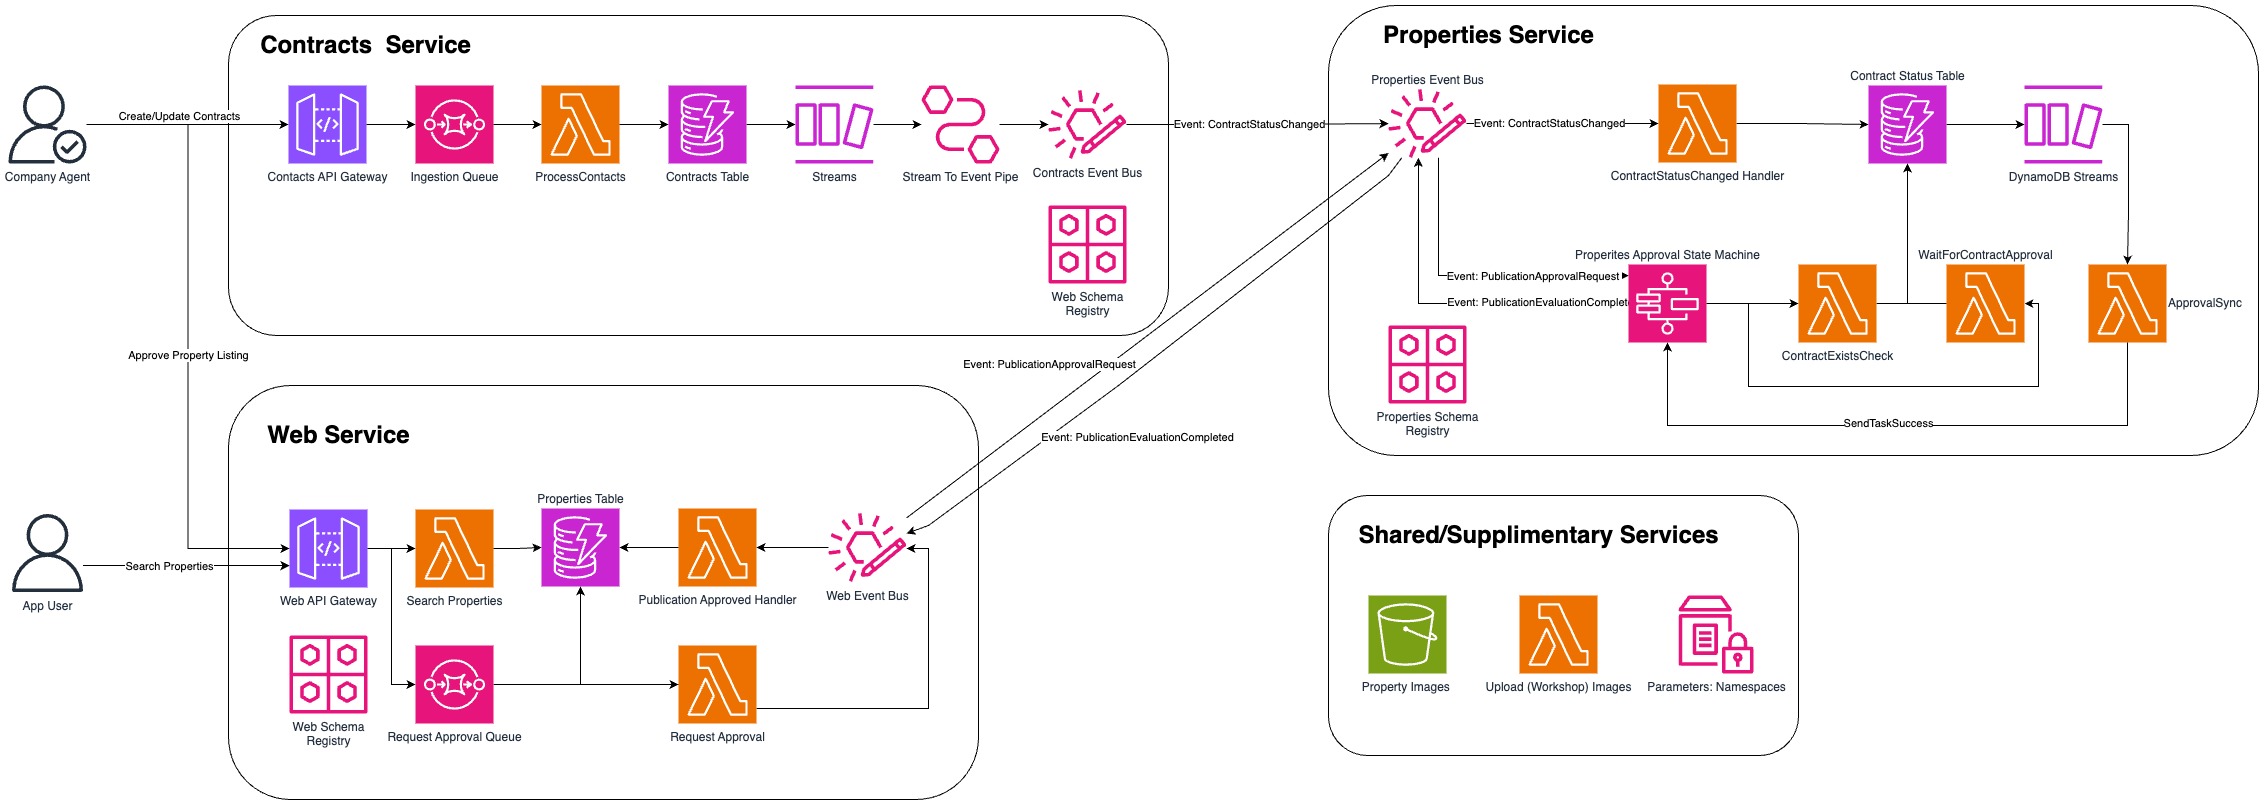 Contracts  Service
Create/Update Contracts
Company Agent
Contacts API Gateway
Ingestion Queue
ProcessContacts
Contracts Table
Streams
Stream To Event Pipe
Contracts Event Bus
Web Schema
Registry
Event: ContractStatusChanged
Approve Property Listing
Properties Service
Properties Event Bus
Event: ContractStatusChanged
ContractStatusChanged Handler
Contract Status Table
DynamoDB Streams
Event: PublicationApprovalRequest
Event: PublicationEvaluationComplet
Properites Approval State Machine
ContractExistsCheck
WaitForContractApproval
ApprovalSync
SendTaskSuccess
Properties Schema
Registry
Event: PublicationApprovalRequest
Event: PublicationEvaluationCompleted
Web Service
App User
Search Properties
Web API Gateway
Search Properties
Properties Table
Publication Approved Handler
Web Event Bus
Web Schema
Registry
Request Approval Queue
Request Approval
Shared/Supplimentary Services
Property Images
Upload (Workshop) Images
Parameters: Namespaces